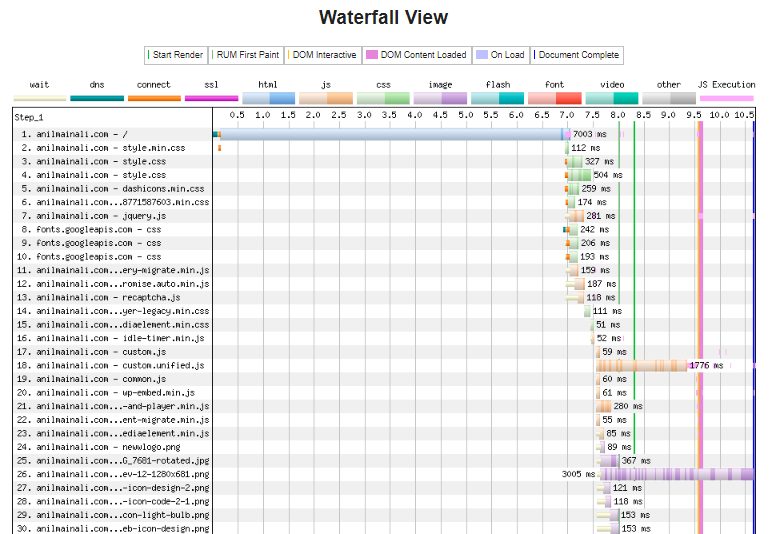 Waterfall View
Start Render RUM First Paint DOM Interactive DOM Content Loaded On Load Document Complete
wait dns connect ssl html js css image flash font video other JS Execution
Step_1 0.5 1.0 1.5 2.0 2.5 3.0 3.5 4.0 4.5 5.0 5.5 6.0 6.5 7.0 7.5 8.0 8.5 9.0 9.5 10.0 10.5
1. anilmainali.com - / 7003 ms
2. anilmainali.com - style.min.css 112 ms
3. anilmainali.com - style.css 327 ms
4. anilmainali.com - style.css 504 ms
5. anilmainali.com - dashicons.min.css 259 ms
6. anilmainali.com...8771587603.min.css 174 ms
7. anilmainali.com - jquery.js 281 ms
8. fonts.googleapis.com - css 242 ms
9. fonts.googleapis.com - css 206 ms
10. fonts.googleapis.com - css 193 ms
11. anilmainali.com...ery-migrate.min.js 159 ms
12. anilmainali.com...romise.auto.min.js 187 ms
13. anilmainali.com - recaptcha.js 118 ms
14. anilmainali.com...yer-legacy.min.css 111 ms
15. anilmainali.com...diaelement.min.css 51 ms
16. anilmainali.com - idle-timer.min.js 52 ms
17. anilmainali.com - custom.js 59 ms
18. anilmainali.com - custom.unified.js 1776 ms
19. anilmainali.com - common.js 60 ms
20. anilmainali.com - wp-embed.min.js 61 ms
21. anilmainali.com...-and-player.min.js 280 ms
22. anilmainali.com...ent-migrate.min.js 55 ms
23. anilmainali.com...ediaelement.min.js 85 ms
24. anilmainali.com - newwlogo.png 89 ms
25. anilmainali.com...G_7681-rotated.jpg 367 ms
26. anilmainali.com...ev-12-1280x681.png 3005 ms
27. anilmainali.com...-icon-design-2.png 121 ms
28. anilmainali.com...-icon-code-2-1.png 118 ms
29. anilmainali.com...con-light-bulb.png 153 ms
30. anilmainali.com...eb-icon-design.png 153 ms